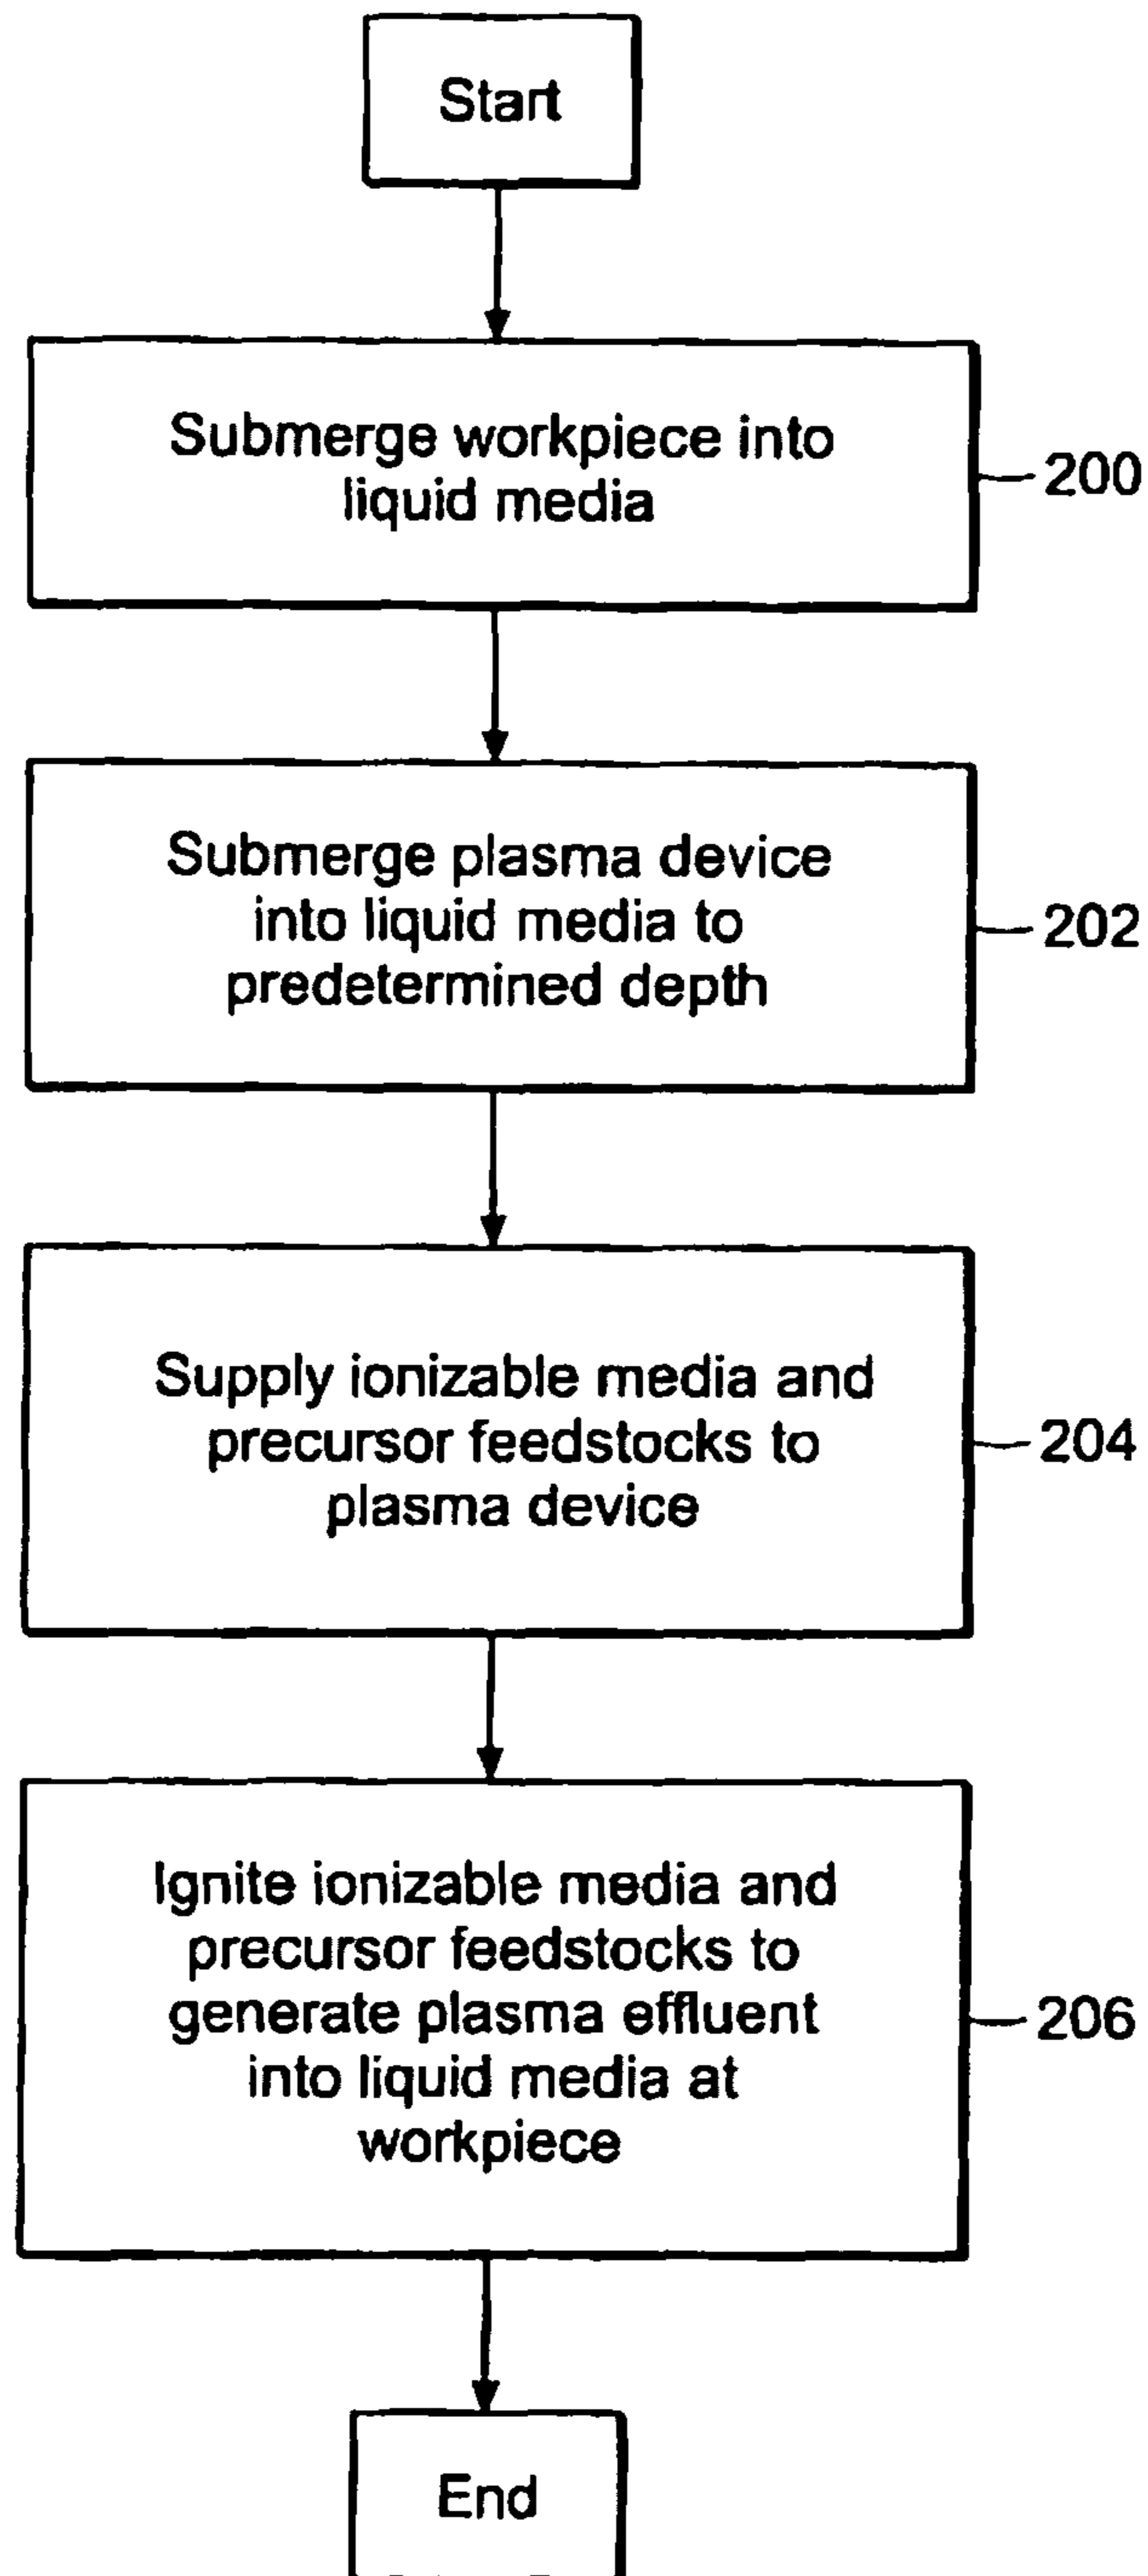 Start
Submerge workpiece into
liquid media
200
Submerge plasma device
into liquid media to
predetermined depth
202
Supply ionizable media and
precursor feedstocks to
plasma device
204
Ignite ionizable media and
precursor feedstocks to
generate plasma effluent
into liquid media at
workpiece
206
End